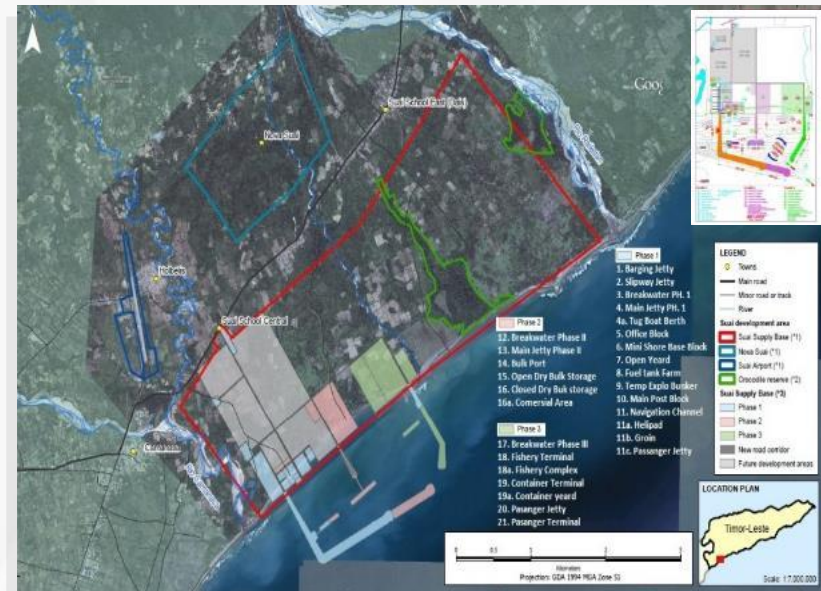 Goo
Suai School East (Tsek)
Nova Suai
Holbelis
Suai School Central
Camanasa
Phase 1
1. Barging Jetty
2. Slipway Jetty
3. Breakwater PH. 1
4. Main Jetty PH. 1
4a. Tug Boat Berth
5. Office Block
6. Mini Shore Base Block
7. Open Yeard
8. Fuel tank Farm
9. Temp Explo Bunker
10. Main Post Block
11. Navigation Channel
11a. Helipad
11b. Groin
11c. Passanger Jetty
Phase 2
12. Breakwater Phase II
13. Main Jetty Phase II
14. Bulk Port
15. Open Dry Bulk Storage
16. Closed Dry Buk storage
16a. Comersial Area
Phase 3
17. Breakwater Phase III
18. Fishery Terminal
18a. Fishery Complex
19. Container Terminal
19a. Container yeard
20. Pasanger Jetty
21. Pasanger Terminal
LEGEND
Towns
Main road
Minor road or track
River
Suai development area
Suai Supply Base (*1)
Nova Suai (*1)
Suai Airport (*1)
Crocodile reserve (*2)
Suai Supply Base (*3)
Phase 1
Phase 2
Phase 3
New road corridor
Future development areas
LOCATION PLAN
Timor-Leste
Scale: 1:7,000,000
0 0.5 1 2 3
Kilometers
Projection: GDA 1994 MGA Zone 51